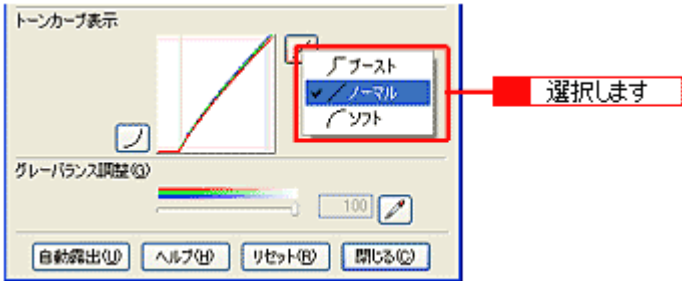 トーンカーブ表示
ブースト
ノーマル
ソフト
選択します
グレーバランス調整(G)
100
自動露出(U) ヘルプ(H) リセット(R) 閉じる(C)